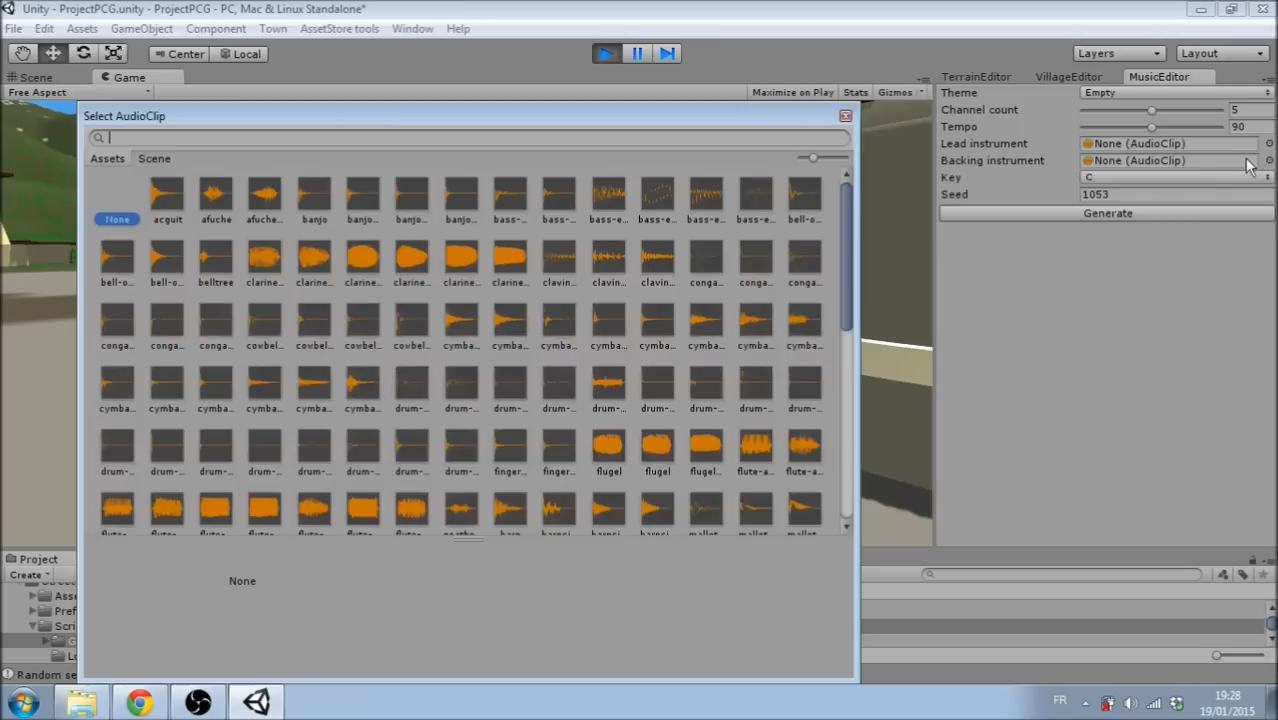 Unity - ProjectPCG.unity - ProjectPCG - PC, Mac & Linux Standalone*
File Edit Assets GameObject Component Town AssetStore tools Window Help
Center Local Layers Layout
Scene Game TerrainEditor VillageEditor MusicEditor
Free Aspect Maximize on Play Stats Gizmos
Theme Empty
Channel count 5
Tempo 90
Lead instrument None (AudioClip)
Backing instrument None (AudioClip)
Key C
Seed 1053
Generate
Select AudioClip
Assets Scene
None acguit afuche afuche... banjo banjo... banjo... banjo... bass-... bass-... bass-e... bass-e... bass-e... bass-e... bell-o...
bell-o... bell-o... belltree clarine... clarine... clarine... clarine... clarine... clarine... clavin... clavin... clavin... conga... conga... conga...
conga... conga... conga... cowbel... cowbel... cowbel... cowbel... cymba... cymba... cymba... cymba... cymba... cymba... cymba... cymba...
cymba... cymba... cymba... cymba... cymba... cymba... drum-... drum-... drum-... drum-... drum-... drum-... drum-... drum-... drum-...
drum-... drum-... drum-... drum-... drum-... drum-... drum-... drum-... finger... finger... flugel flugel flugel... flute-a... flute-a...
None
Project
Create
Asse
Pref
Scri
G
Random se
FR
19:28
19/01/2015